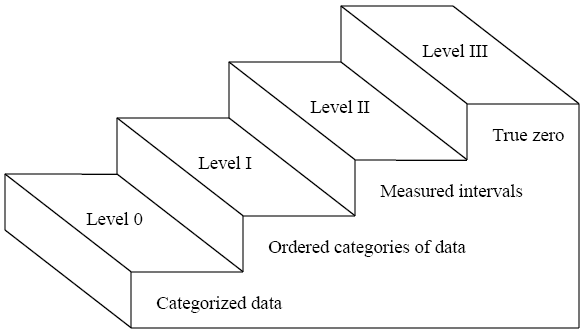 Level III
Level II
True zero
Level I
Measured intervals
Level 0
Ordered categories of data
Categorized data